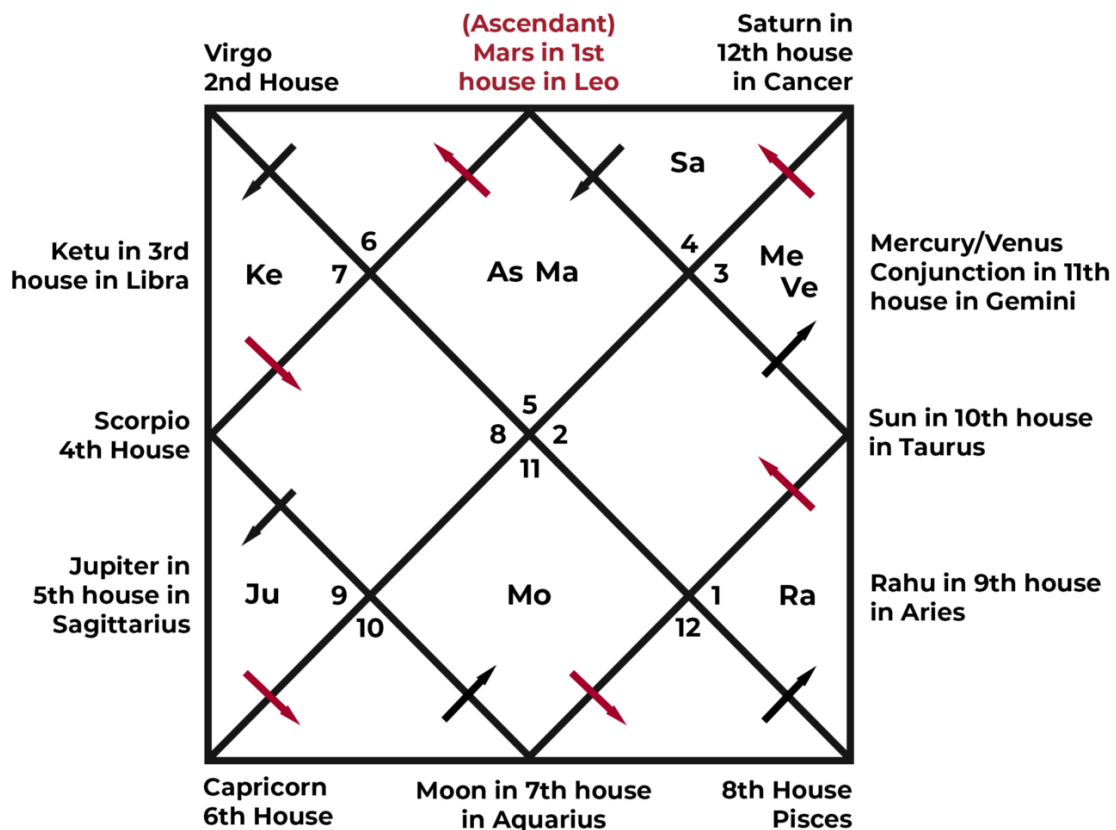 Virgo
2nd House
(Ascendant)
Mars in 1st
house in Leo
Saturn in
12th house
in Cancer
Sa
6
4
Ketu in 3rd
house in Libra
Ke
7
As Ma
3
Me
Ve
Mercury/Venus
Conjunction in 11th
house in Gemini
Scorpio
4th House
5
8
2
11
Sun in 10th house
in Taurus
Jupiter in
5th house in
Sagittarius
Ju
9
10
Mo
1
12
Ra
Rahu in 9th house
in Aries
Capricorn
6th House
Moon in 7th house
in Aquarius
8th House
Pisces